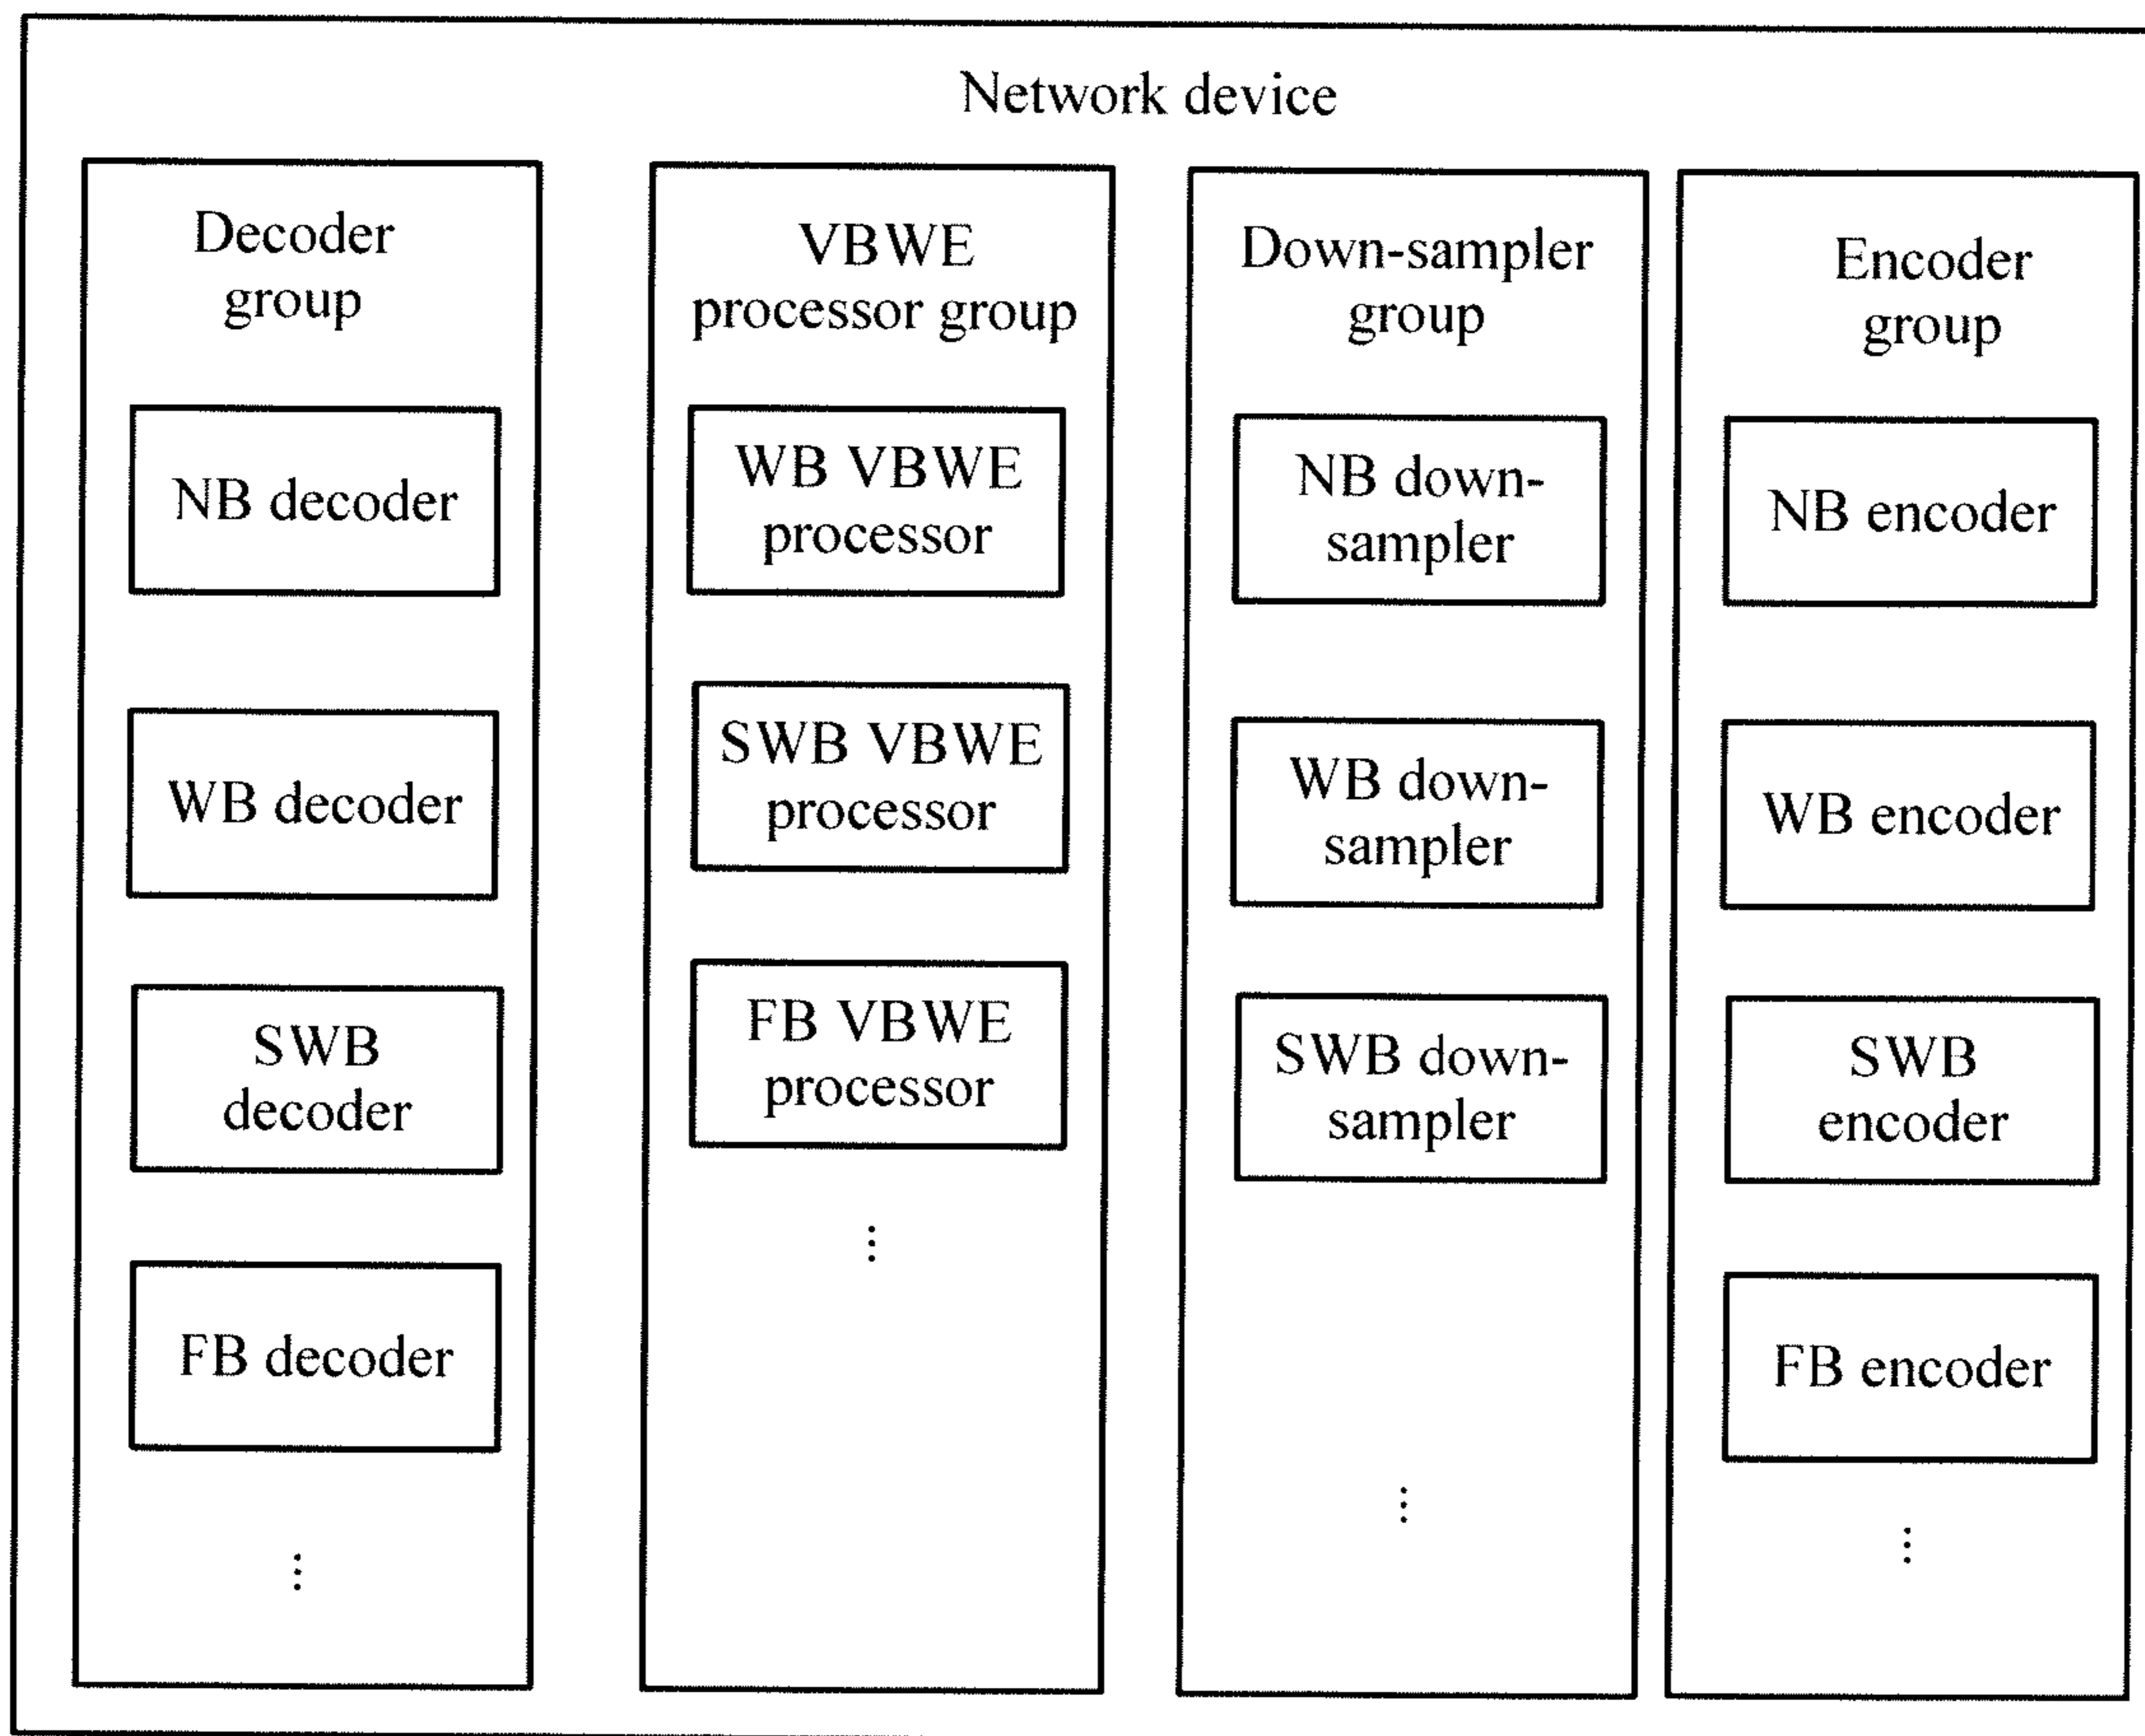 Network device
Decoder
group
NB decoder
WB decoder
SWB
decoder
FB decoder
⋮
VBWE
processor group
WB VBWE
processor
SWB VBWE
processor
FB VBWE
processor
⋮
Down-sampler
group
NB down-
sampler
WB down-
sampler
SWB down-
sampler
⋮
Encoder
group
NB encoder
WB encoder
SWB
encoder
FB encoder
⋮